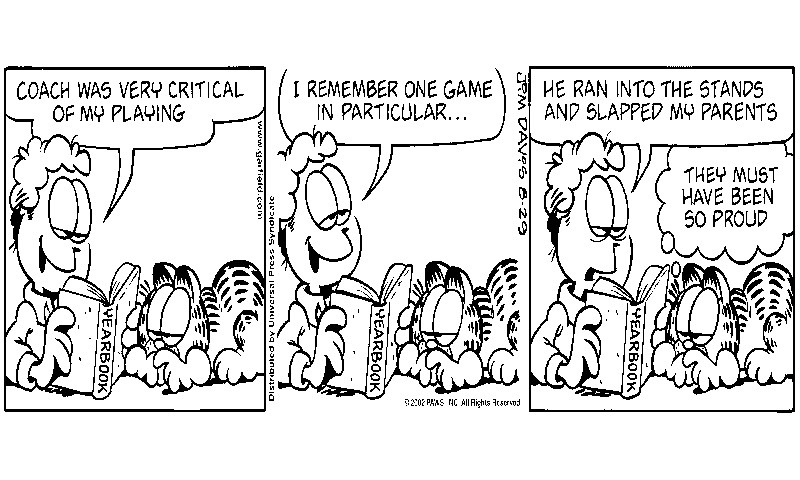 COACH WAS VERY CRITICAL
OF MY PLAYING
YEARBOOK
www.garfield.com
Distributed by Universal Press Syndicate
I REMEMBER ONE GAME
IN PARTICULAR...
YEARBOOK
© 2002 PAWS, INC. All Rights Reserved
JIM DAVIS 8-29
HE RAN INTO THE STANDS
AND SLAPPED MY PARENTS
THEY MUST
HAVE BEEN
SO PROUD
YEARBOOK